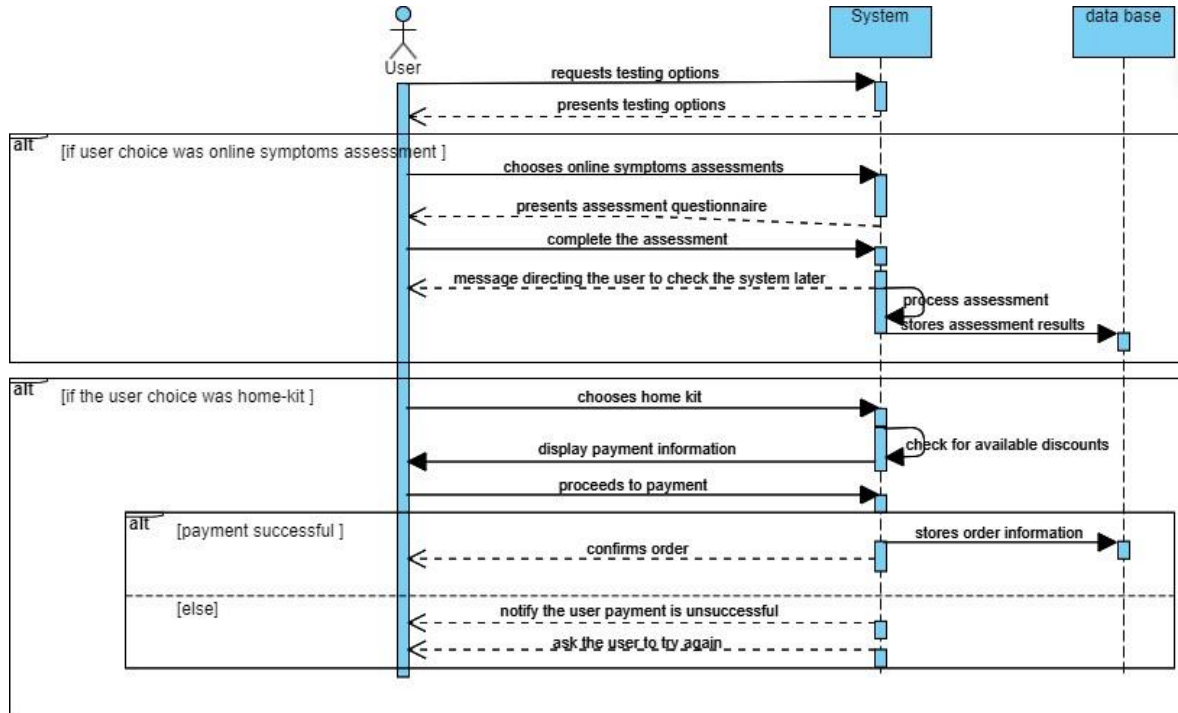 System
data base
User
requests testing options
presents testing options
alt
[if user choice was online symptoms assessment ]
chooses online symptoms assessments
presents assessment questionnaire
complete the assessment
message directing the user to check the system later
process assessment
stores assessment results
alt
[if the user choice was home-kit ]
chooses home kit
check for available discounts
display payment information
proceeds to payment
alt
[payment successful ]
stores order information
confirms order
[else]
notify the user payment is unsuccessful
ask the user to try again